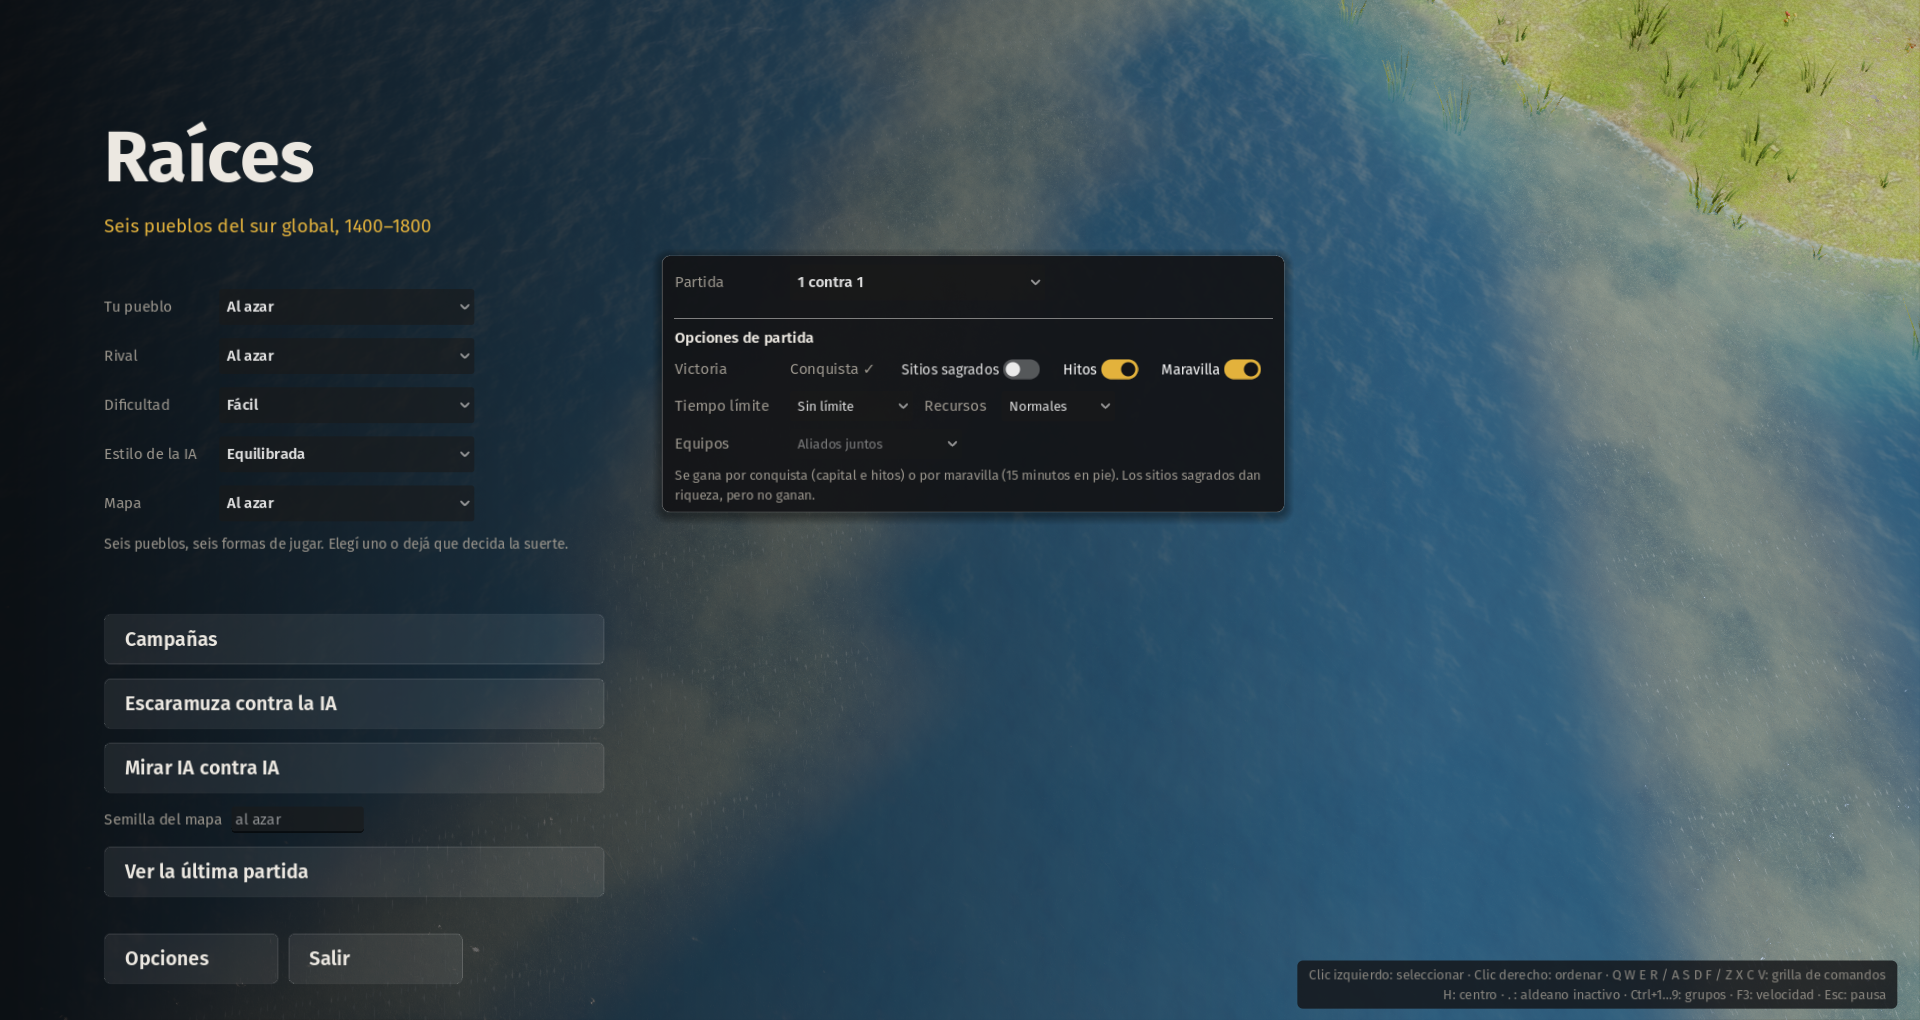 Raíces
Seis pueblos del sur global, 1400–1800
Tu pueblo Al azar
Rival Al azar
Dificultad Fácil
Estilo de la IA Equilibrada
Mapa Al azar
Seis pueblos, seis formas de jugar. Elegí uno o dejá que decida la suerte.
Campañas
Escaramuza contra la IA
Mirar IA contra IA
Semilla del mapa al azar
Ver la última partida
Opciones Salir
Partida 1 contra 1
Opciones de partida
Victoria Conquista ✓ Sitios sagrados Hitos Maravilla
Tiempo límite Sin límite Recursos Normales
Equipos Aliados juntos
Se gana por conquista (capital e hitos) o por maravilla (15 minutos en pie). Los sitios sagrados dan
riqueza, pero no ganan.
Clic izquierdo: seleccionar · Clic derecho: ordenar · Q W E R / A S D F / Z X C V: grilla de comandos
H: centro · . : aldeano inactivo · Ctrl+1…9: grupos · F3: velocidad · Esc: pausa